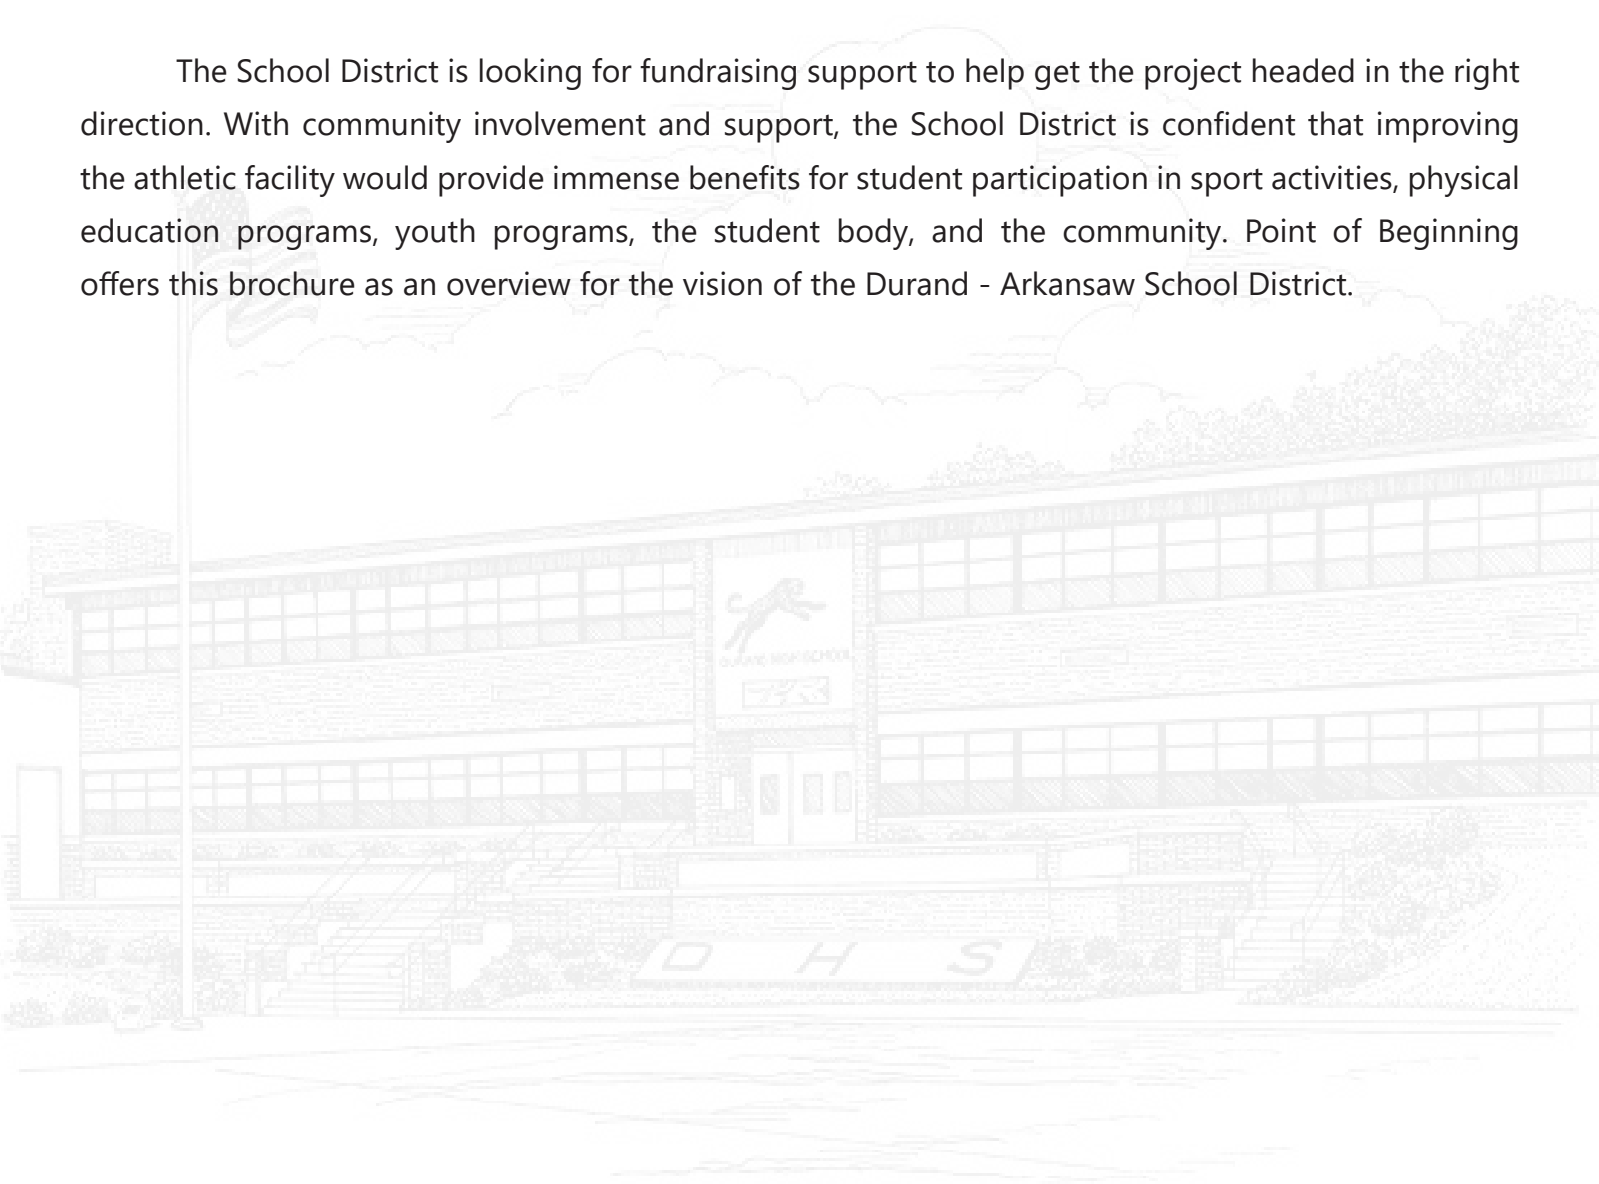 The School District is looking for fundraising support to help get the project headed in the right
direction. With community involvement and support, the School District is confident that improving
the athletic facility would provide immense benefits for student participation in sport activities, physical
education programs, youth programs, the student body, and the community. Point of Beginning
offers this brochure as an overview for the vision of the Durand - Arkansaw School District.
DURAND HIGH SCHOOL
D H S